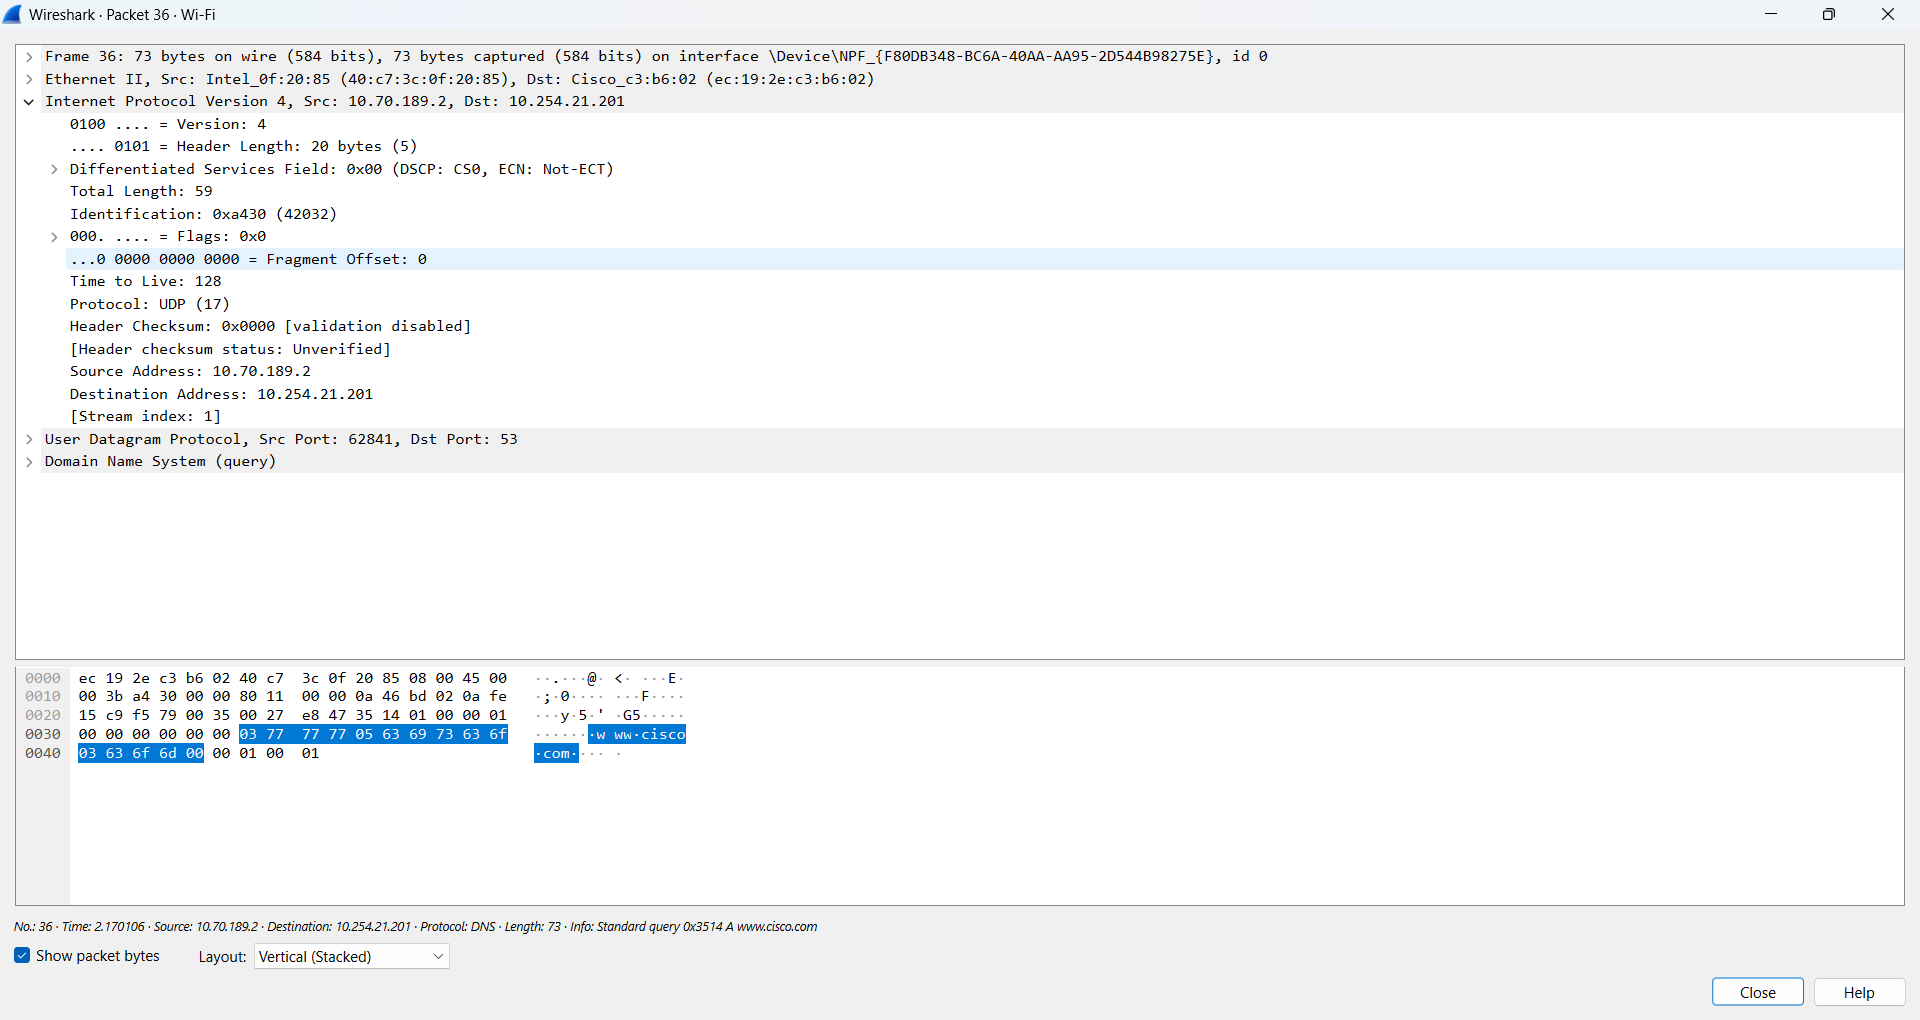 Wireshark · Packet 36 · Wi-Fi
Frame 36: 73 bytes on wire (584 bits), 73 bytes captured (584 bits) on interface \Device\NPF_{F80DB348-BC6A-40AA-AA95-2D544B98275E}, id 0
Ethernet II, Src: Intel_0f:20:85 (40:c7:3c:0f:20:85), Dst: Cisco_c3:b6:02 (ec:19:2e:c3:b6:02)
Internet Protocol Version 4, Src: 10.70.189.2, Dst: 10.254.21.201
0100 .... = Version: 4
.... 0101 = Header Length: 20 bytes (5)
Differentiated Services Field: 0x00 (DSCP: CS0, ECN: Not-ECT)
Total Length: 59
Identification: 0xa430 (42032)
000. .... = Flags: 0x0
...0 0000 0000 0000 = Fragment Offset: 0
Time to Live: 128
Protocol: UDP (17)
Header Checksum: 0x0000 [validation disabled]
[Header checksum status: Unverified]
Source Address: 10.70.189.2
Destination Address: 10.254.21.201
[Stream index: 1]
User Datagram Protocol, Src Port: 62841, Dst Port: 53
Domain Name System (query)
0000 ec 19 2e c3 b6 02 40 c7 3c 0f 20 85 08 00 45 00 ··.···@· <· ···E·
0010 00 3b a4 30 00 00 80 11 00 00 0a 46 bd 02 0a fe ·;·0···· ···F····
0020 15 c9 f5 79 00 35 00 27 e8 47 35 14 01 00 00 01 ···y·5·' ·G5·····
0030 00 00 00 00 00 00 03 77 77 77 05 63 69 73 63 6f ·······w ww·cisco
0040 03 63 6f 6d 00 00 01 00 01 ·com···· ·
No.: 36 · Time: 2.170106 · Source: 10.70.189.2 · Destination: 10.254.21.201 · Protocol: DNS · Length: 73 · Info: Standard query 0x3514 A www.cisco.com
Show packet bytes Layout: Vertical (Stacked)
Close Help